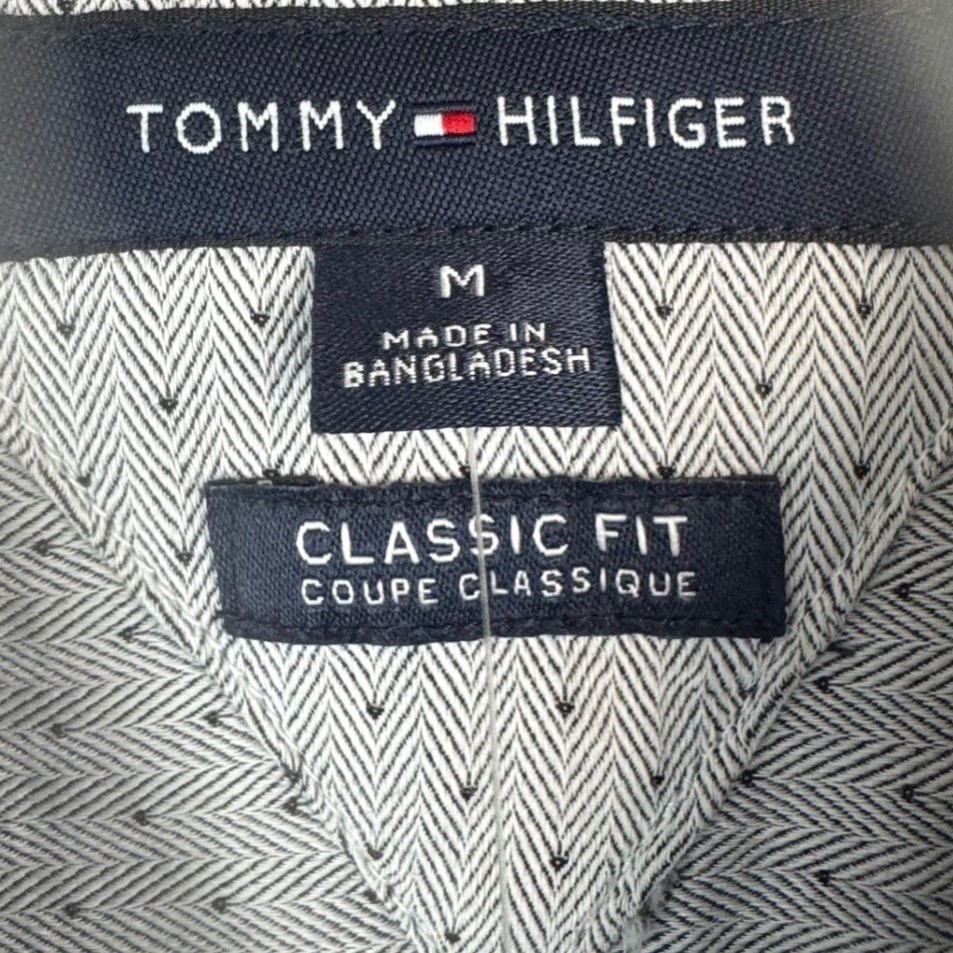 TOMMY HILFIGER
M
MADE IN
BANGLADESH
CLASSIC FIT
COUPE CLASSIQUE